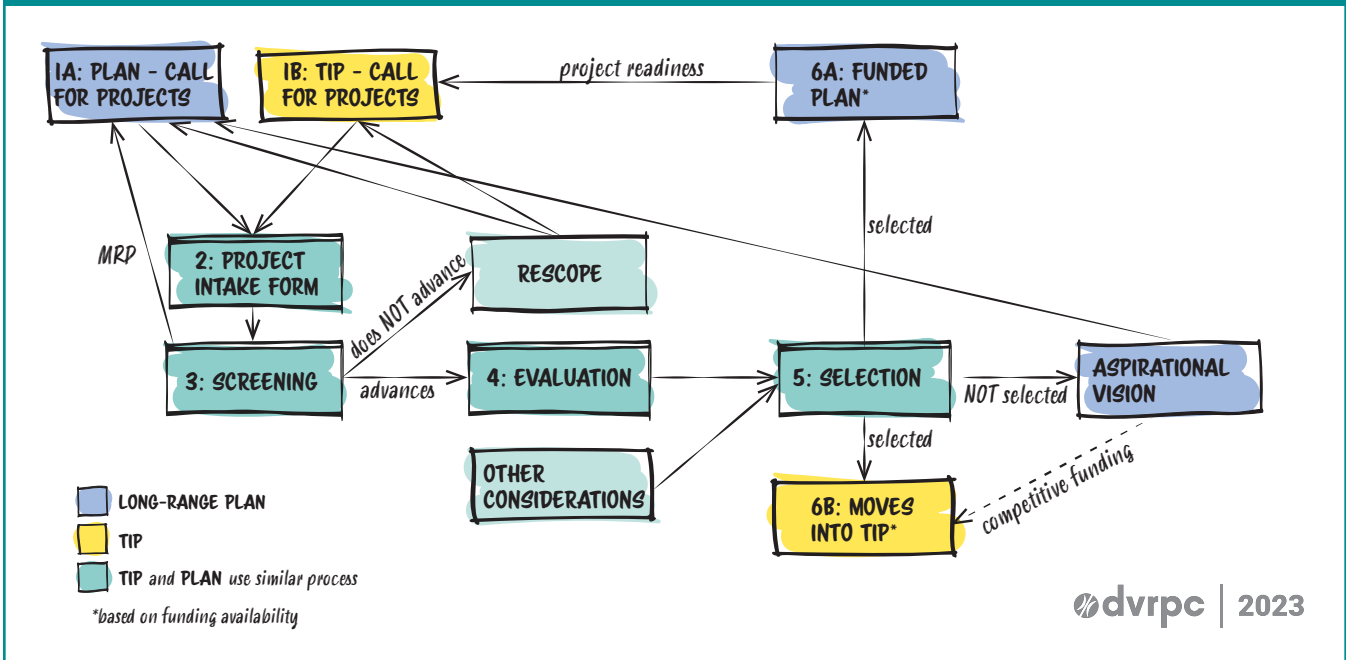 1A: PLAN - CALL
FOR PROJECTS
1B: TIP - CALL
FOR PROJECTS
project readiness
6A: FUNDED
PLAN*
MRP
2: PROJECT
INTAKE FORM
does NOT advance
RESCOPE
selected
3: SCREENING
advances
4: EVALUATION
5: SELECTION
NOT selected
ASPIRATIONAL
VISION
OTHER
CONSIDERATIONS
selected
6B: MOVES
INTO TIP*
competitive funding
LONG-RANGE PLAN
TIP
TIP and PLAN use similar process
*based on funding availability
dvrpc | 2023